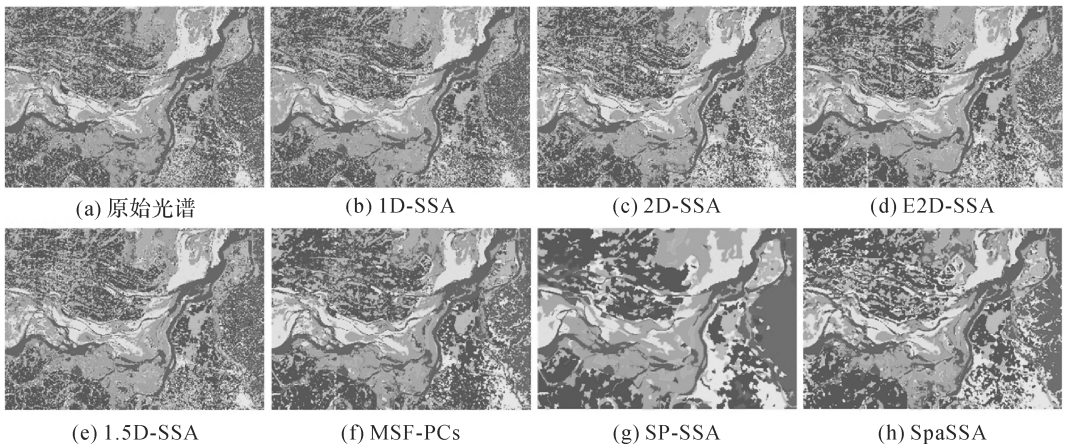 (a) 原始光谱
(b) 1D-SSA
(c) 2D-SSA
(d) E2D-SSA
(e) 1.5D-SSA
(f) MSF-PCs
(g) SP-SSA
(h) SpaSSA